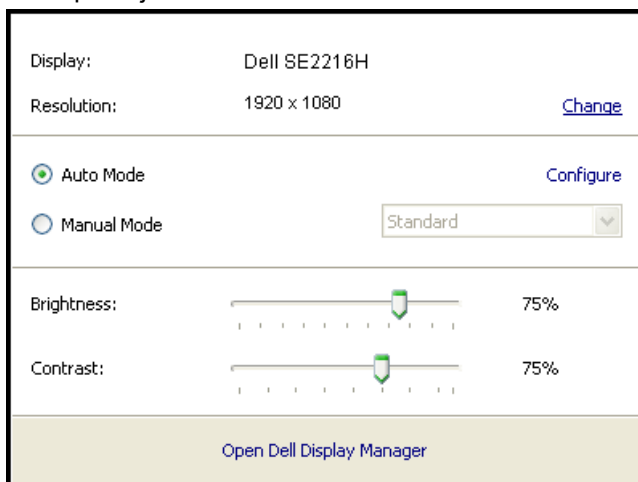 Display: Dell SE2216H
Resolution: 1920 x 1080 Change
Auto Mode Configure
Manual Mode Standard
Brightness: 75%
Contrast: 75%
Open Dell Display Manager